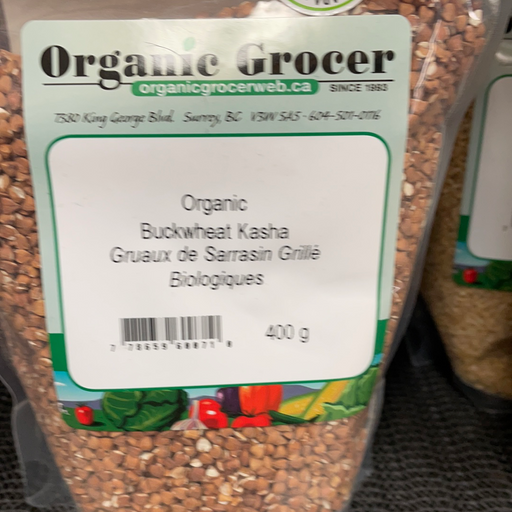 Organic Grocer
organicgrocerweb.ca SINCE 1993
7380 King George Blvd. Surrey, BC V3W 5A5 - 604-501-0116
Organic
Buckwheat Kasha
Gruaux de Sarrasin Grillé
Biologiques
400 g